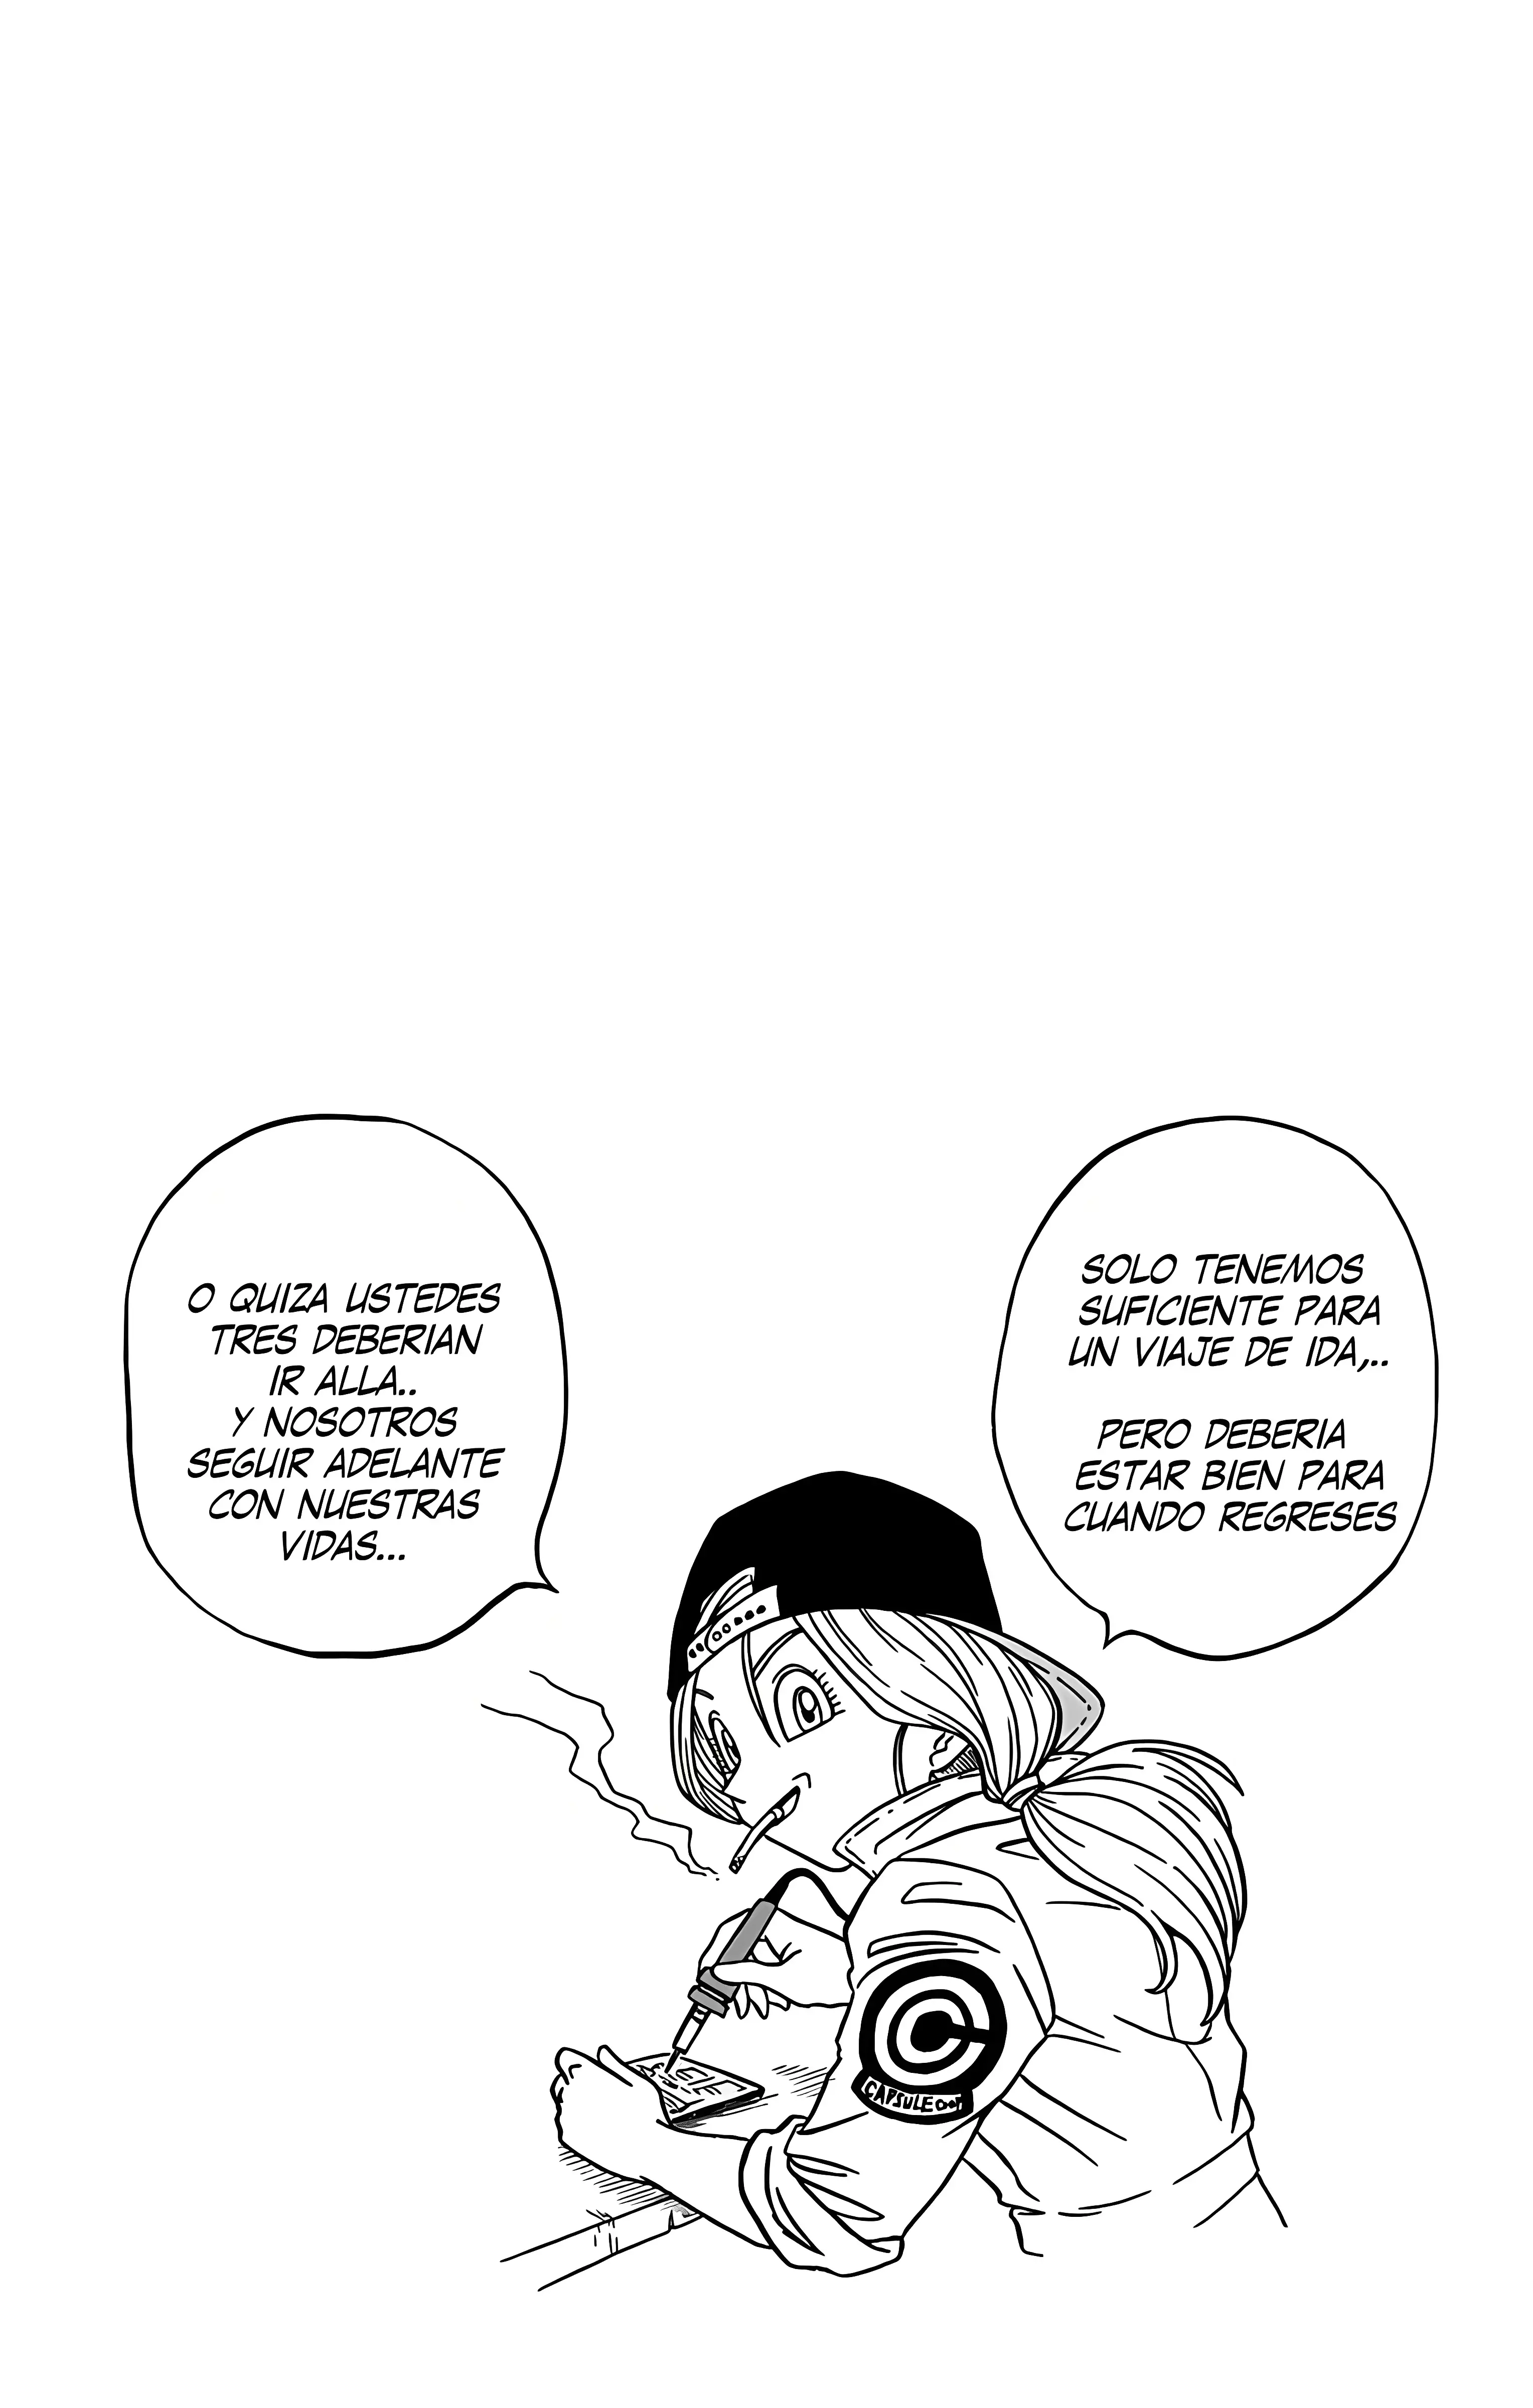 SOLO TENEMOS
SUFICIENTE PARA
UN VIAJE DE IDA,..
PERO DEBERIA
ESTAR BIEN PARA
CUANDO REGRESES
O QUIZA USTEDES
TRES DEBERIAN
IR ALLA..
Y NOSOTROS
SEGUIR ADELANTE
CON NUESTRAS
VIDAS...
CAPSULE